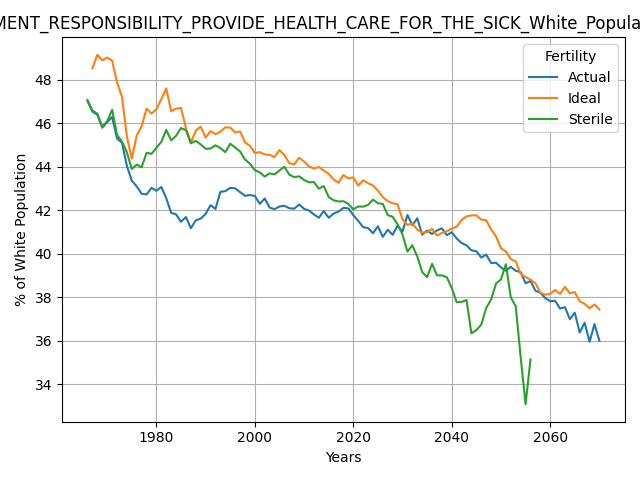 MENT_RESPONSIBILITY_PROVIDE_HEALTH_CARE_FOR_THE_SICK_White_Popula
Fertility
Actual
Ideal
Sterile
% of White Population
48
46
44
42
40
38
36
34
1980
2000
2020
2040
2060
Years